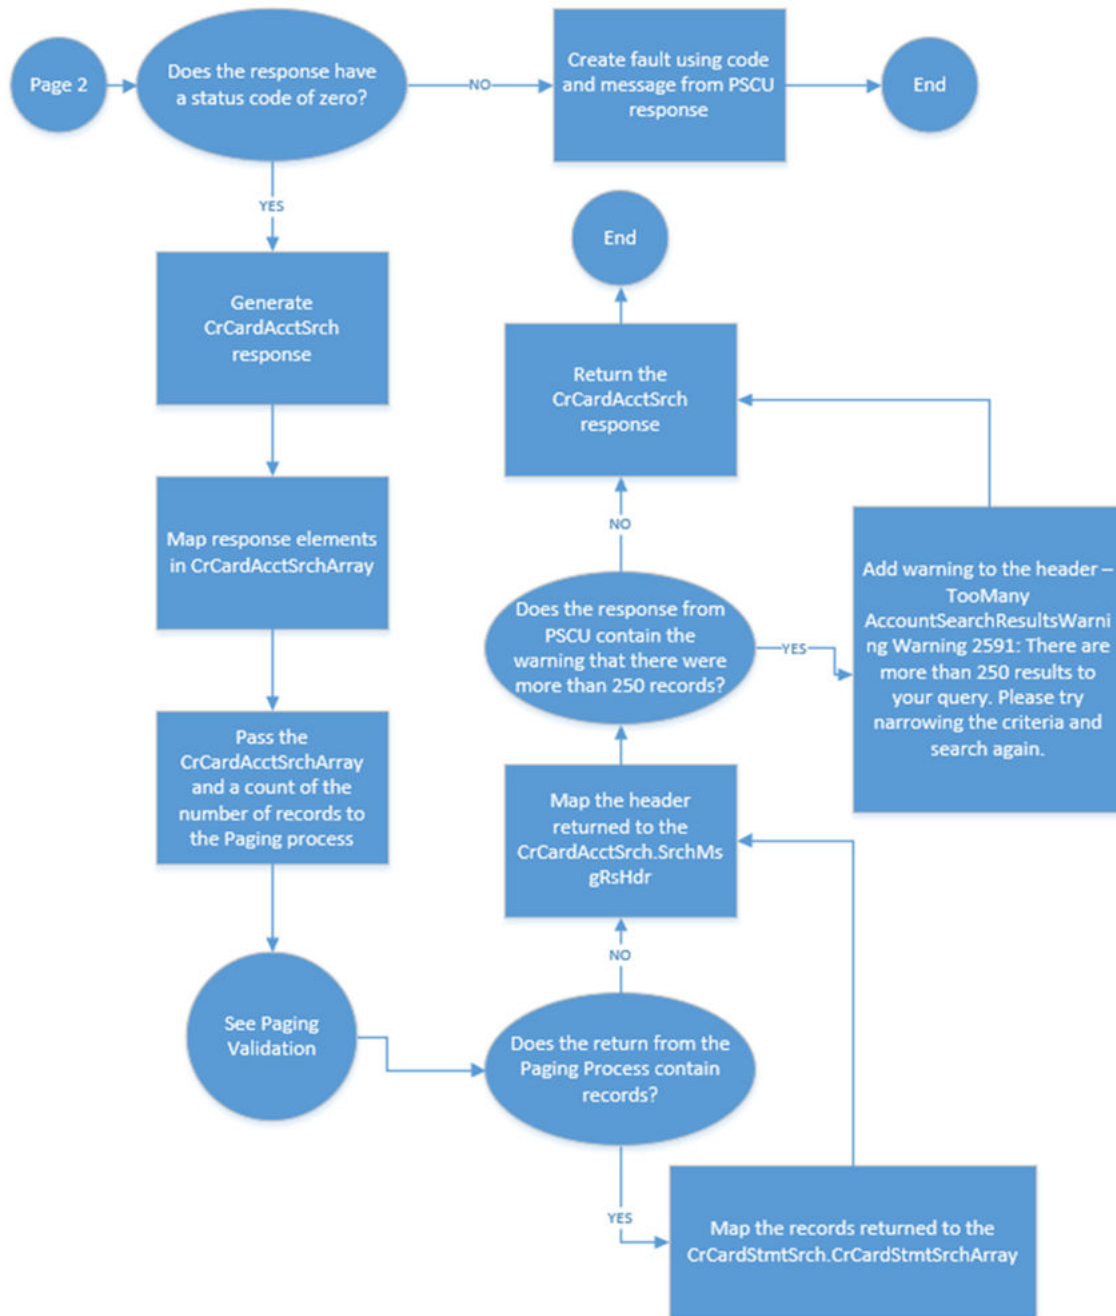 Page 2
Does the response have
a status code of zero?
NO
Create fault using code
and message from PSCU
response
End
YES
Generate
CrCardAcctSrch
response
Map response elements
in CrCardAcctSrchArray
Pass the
CrCardAcctSrchArray
and a count of the
number of records to
the Paging process
See Paging
Validation
Does the return from the
Paging Process contain
records?
YES
Map the records returned to the
CrCardStmtSrch.CrCardStmtSrchArray
NO
Map the header
returned to the
CrCardAcctSrch.SrchMs
gRsHdr
Does the response from
PSCU contain the
warning that there were
more than 250 records?
YES
Add warning to the header –
TooMany
AccountSearchResultsWarni
ng Warning 2591: There are
more than 250 results to
your query. Please try
narrowing the criteria and
search again.
NO
Return the
CrCardAcctSrch
response
End